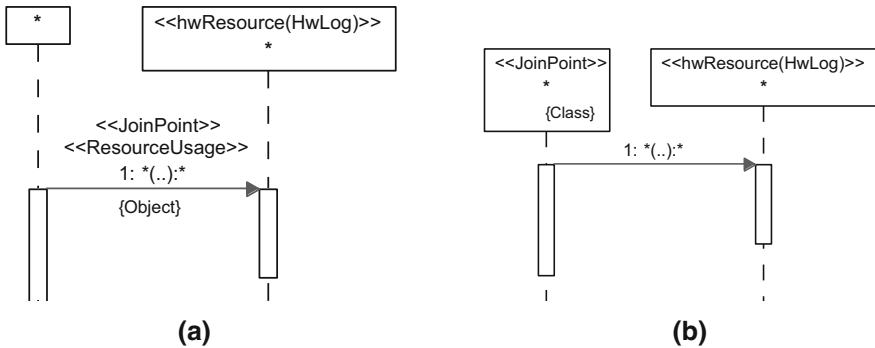 *
<<hwResource(HwLog)>>
*
<<JoinPoint>>
<<ResourceUsage>>
1: *(..):*
{Object}
(a)
<<JoinPoint>>
*
{Class}
<<hwResource(HwLog)>>
*
1: *(..):*
(b)